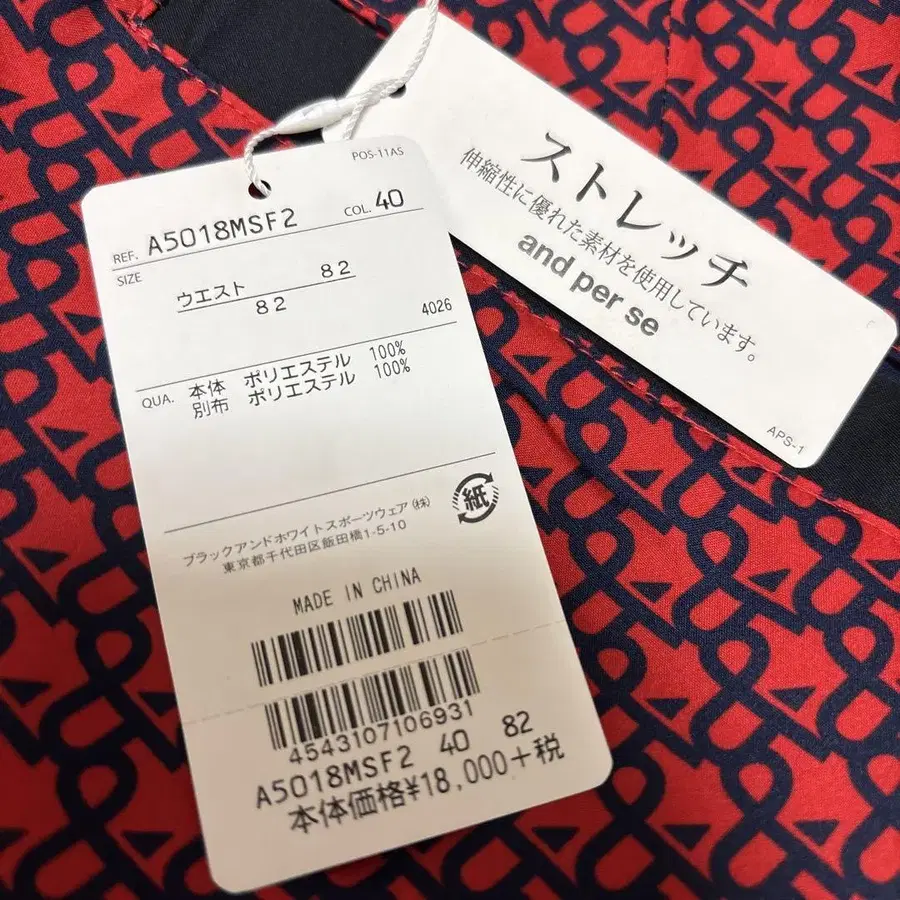 POS-11AS
REF. A5018MSF2 COL. 40
SIZE
ウエスト 82
82
4026
QUA. 本体 ポリエステル 100%
別布 ポリエステル 100%
紙
ブラックアンドホワイトスポーツウェア(株)
東京都千代田区飯田橋1-5-10
MADE IN CHINA
4543107106931
A5018MSF2 40 82
本体価格¥18,000+税
ストレッチ
伸縮性に優れた素材を使用しています。
and per se
APS-1